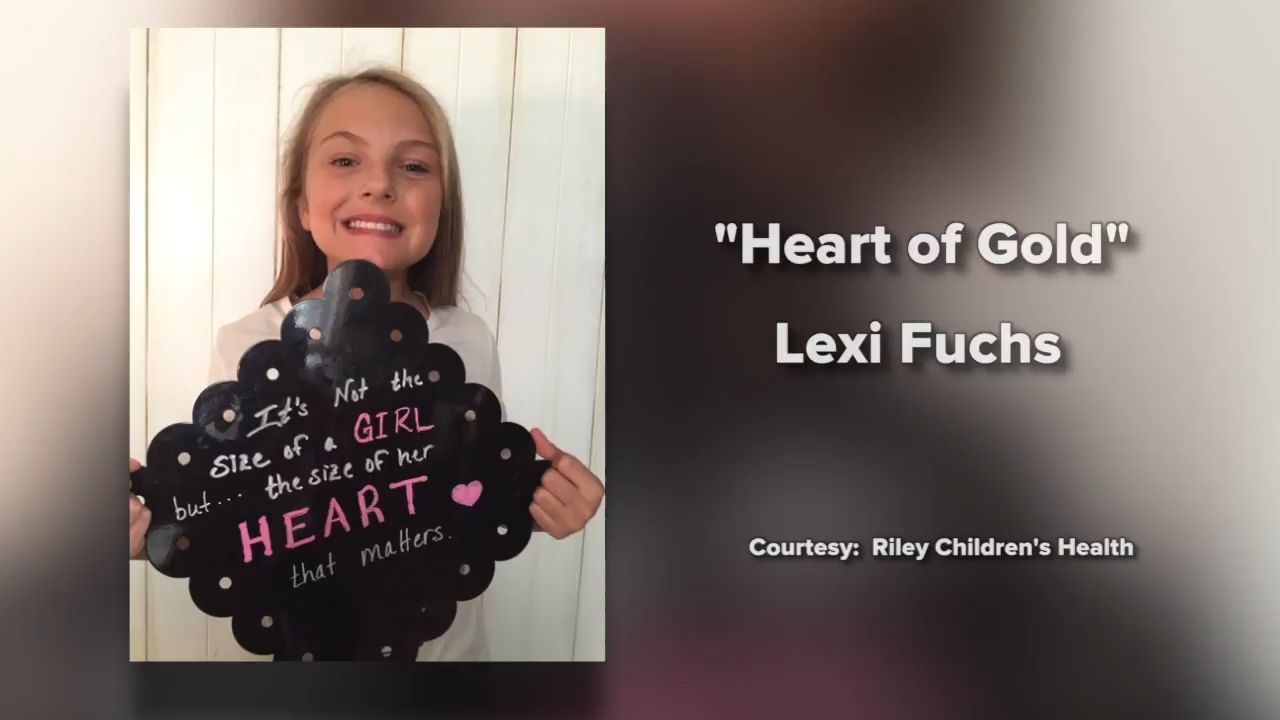 It's Not the
size of a GIRL
but... the size of her
HEART
that matters.
"Heart of Gold"
Lexi Fuchs
Courtesy: Riley Children's Health